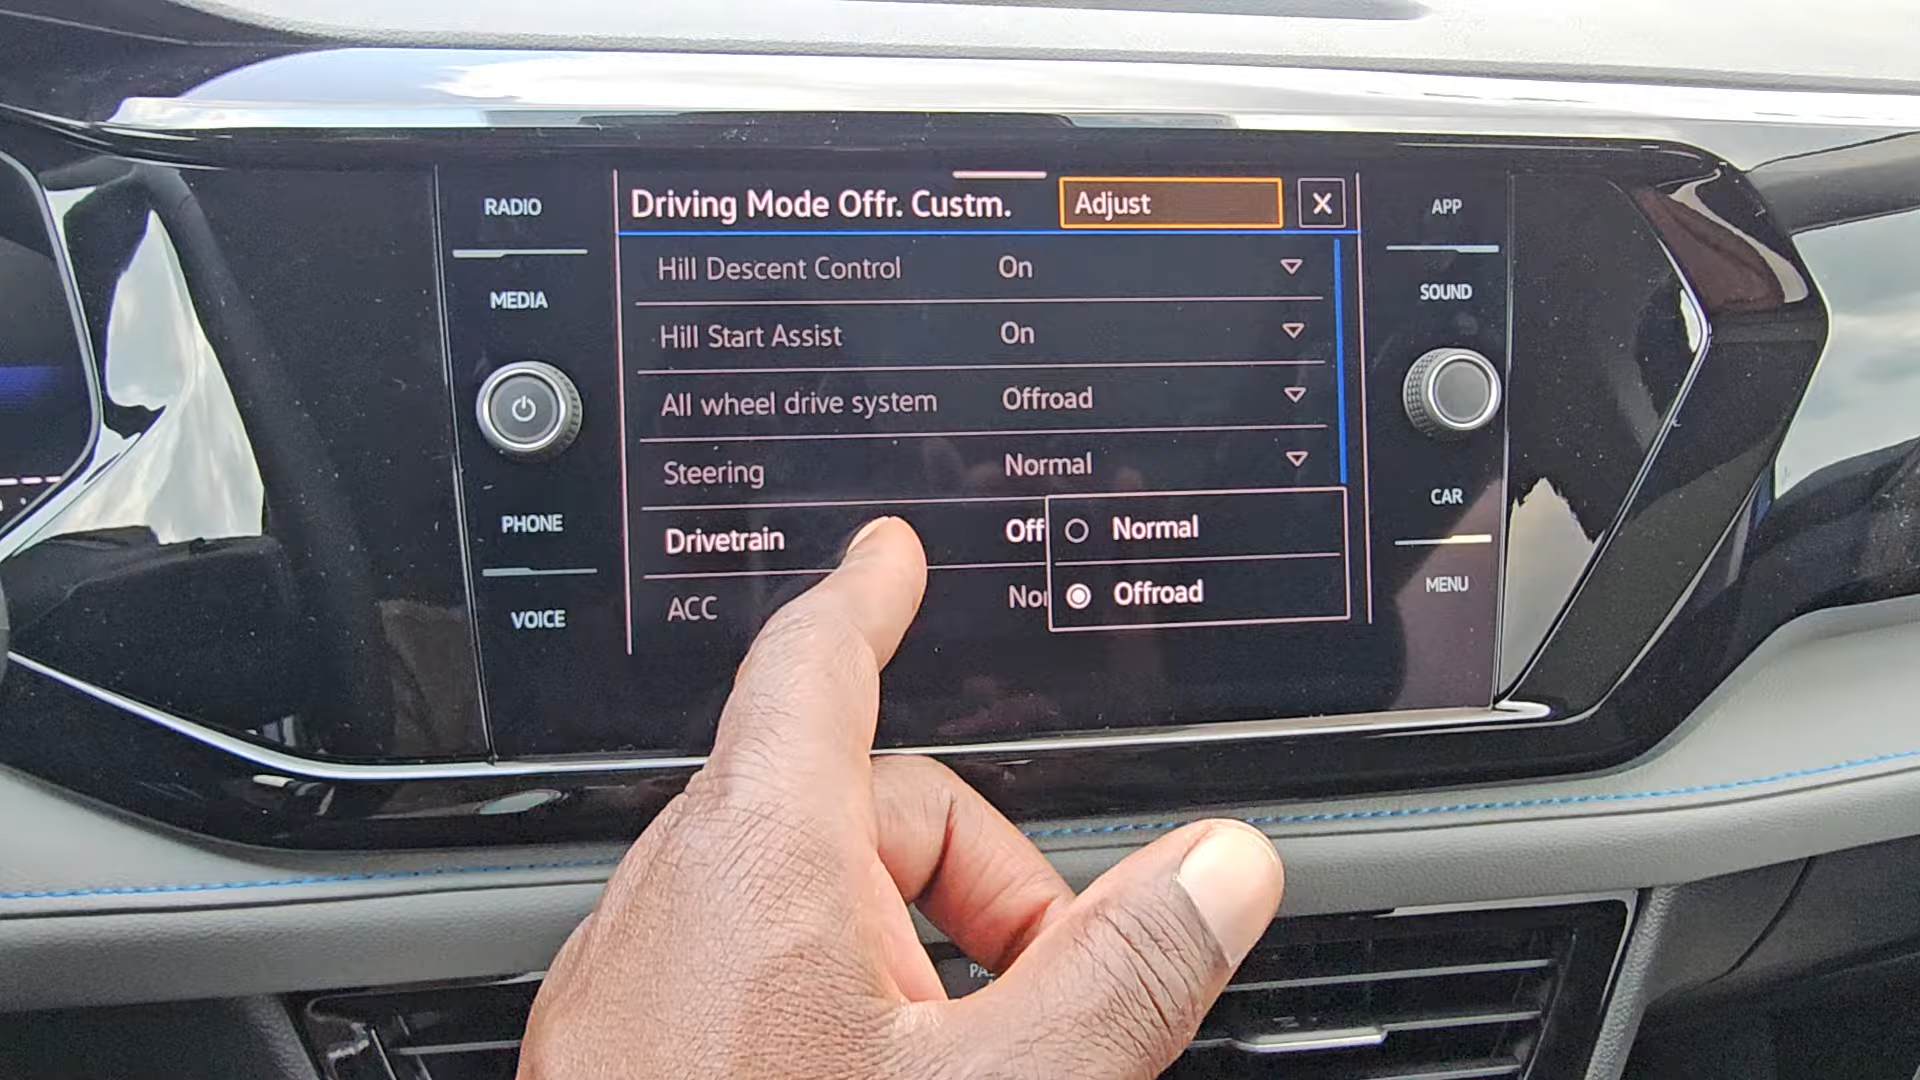 RADIO
MEDIA
PHONE
VOICE
Driving Mode Offr. Custm.
Adjust
X
Hill Descent Control On
Hill Start Assist On
All wheel drive system Offroad
Steering Normal
Drivetrain Off
Normal
ACC
Offroad
APP
SOUND
CAR
MENU